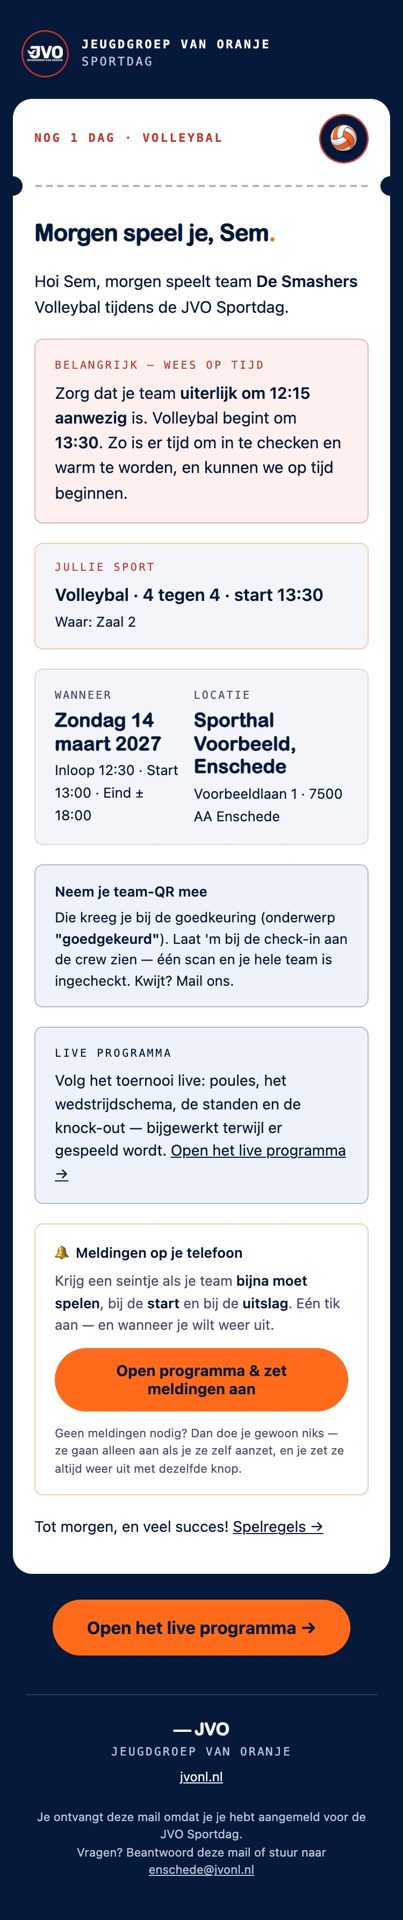 JVO
JEUGDGROEP VAN ORANJE
SPORTDAG
NOG 1 DAG · VOLLEYBAL
Morgen speel je, Sem.
Hoi Sem, morgen speelt team De Smashers
Volleybal tijdens de JVO Sportdag.
BELANGRIJK — WEES OP TIJD
Zorg dat je team uiterlijk om 12:15
aanwezig is. Volleybal begint om
13:30. Zo is er tijd om in te checken en
warm te worden, en kunnen we op tijd
beginnen.
JULLIE SPORT
Volleybal · 4 tegen 4 · start 13:30
Waar: Zaal 2
WANNEER
Zondag 14
maart 2027
Inloop 12:30 · Start
13:00 · Eind ±
18:00
LOCATIE
Sporthal
Voorbeeld,
Enschede
Voorbeeldlaan 1 · 7500
AA Enschede
Neem je team-QR mee
Die kreeg je bij de goedkeuring (onderwerp
"goedgekeurd"). Laat 'm bij de check-in aan
de crew zien — één scan en je hele team is
ingecheckt. Kwijt? Mail ons.
LIVE PROGRAMMA
Volg het toernooi live: poules, het
wedstrijdschema, de standen en de
knock-out — bijgewerkt terwijl er
gespeeld wordt. Open het live programma
→
🔔 Meldingen op je telefoon
Krijg een seintje als je team bijna moet
spelen, bij de start en bij de uitslag. Eén tik
aan — en wanneer je wilt weer uit.
Open programma & zet
meldingen aan
Geen meldingen nodig? Dan doe je gewoon niks —
ze gaan alleen aan als je ze zelf aanzet, en je zet ze
altijd weer uit met dezelfde knop.
Tot morgen, en veel succes! Spelregels →
Open het live programma →
— JVO
JEUGDGROEP VAN ORANJE
jvonl.nl
Je ontvangt deze mail omdat je je hebt aangemeld voor de
JVO Sportdag.
Vragen? Beantwoord deze mail of stuur naar
enschede@jvonl.nl